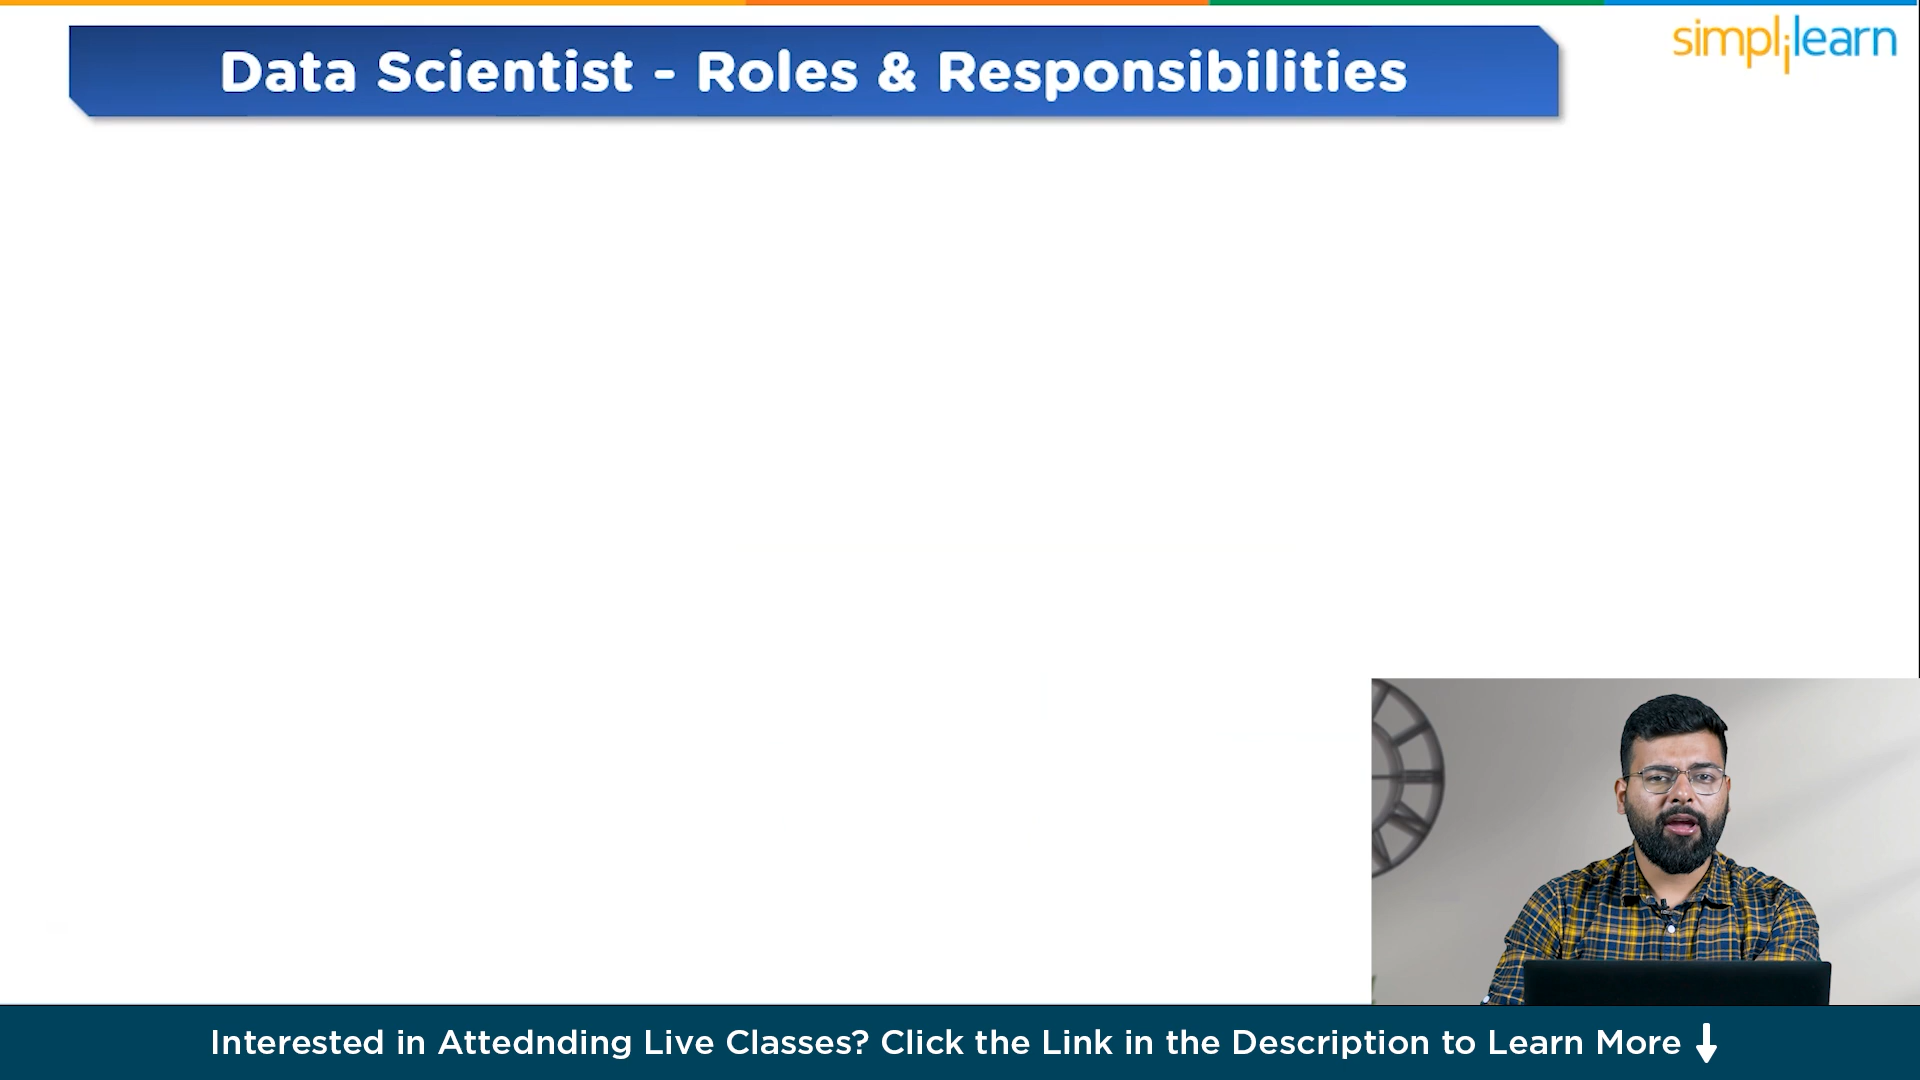 Data Scientist - Roles & Responsibilities
simplilearn
Interested in Attednding Live Classes? Click the Link in the Description to Learn More